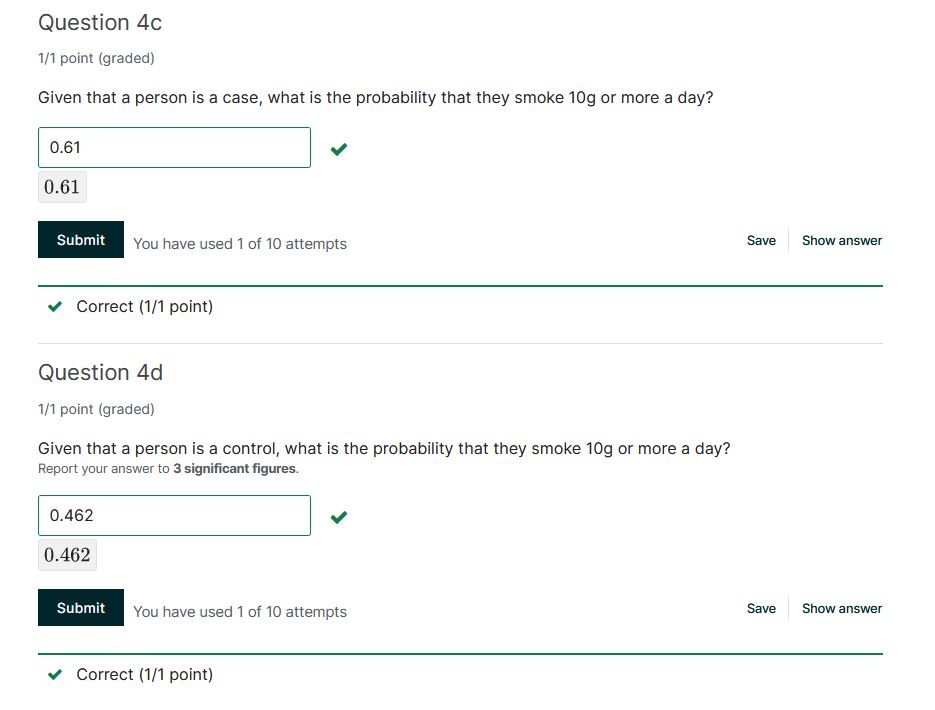 Question 4c
1/1 point (graded)
Given that a person is a case, what is the probability that they smoke 10g or more a day?
0.61
0.61
Submit You have used 1 of 10 attempts Save Show answer
Correct (1/1 point)
Question 4d
1/1 point (graded)
Given that a person is a control, what is the probability that they smoke 10g or more a day?
Report your answer to 3 significant figures.
0.462
0.462
Submit You have used 1 of 10 attempts Save Show answer
Correct (1/1 point)